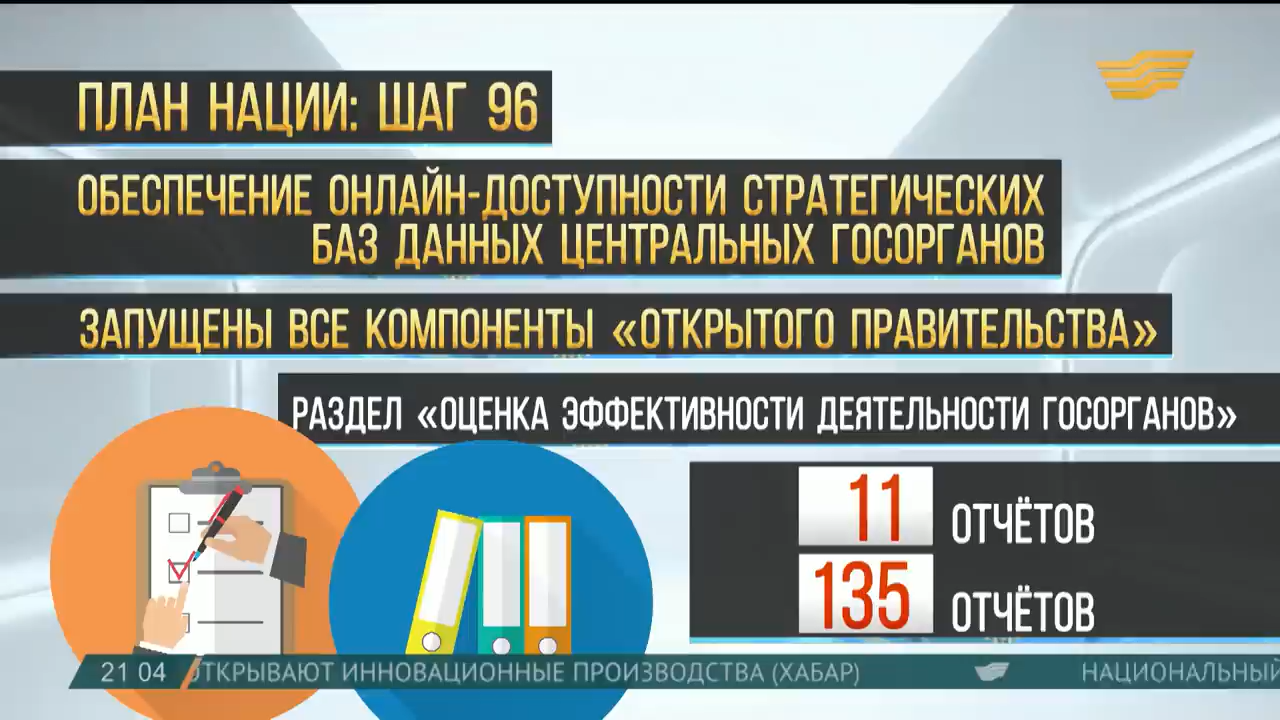 ПЛАН НАЦИИ: ШАГ 96
ОБЕСПЕЧЕНИЕ ОНЛАЙН-ДОСТУПНОСТИ СТРАТЕГИЧЕСКИХ
БАЗ ДАННЫХ ЦЕНТРАЛЬНЫХ ГОСОРГАНОВ
ЗАПУЩЕНЫ ВСЕ КОМПОНЕНТЫ «ОТКРЫТОГО ПРАВИТЕЛЬСТВА»
РАЗДЕЛ «ОЦЕНКА ЭФФЕКТИВНОСТИ ДЕЯТЕЛЬНОСТИ ГОСОРГАНОВ»
11 ОТЧЁТОВ
135 ОТЧЁТОВ
21 04 ОТКРЫВАЮТ ИННОВАЦИОННЫЕ ПРОИЗВОДСТВА (ХАБАР) НАЦИОНАЛЬНЫЙ